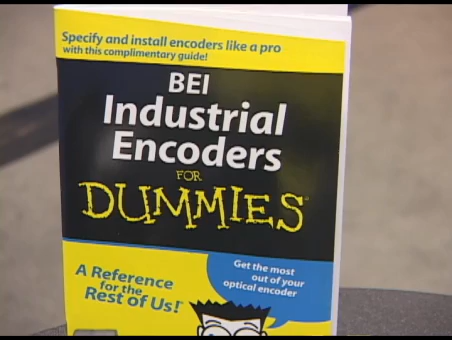 Specify and install encoders like a pro
with this complimentary guide!
BEI
Industrial
Encoders
FOR
DUMMIES
A Reference
for the
Rest of Us!
Get the most
out of your
optical encoder